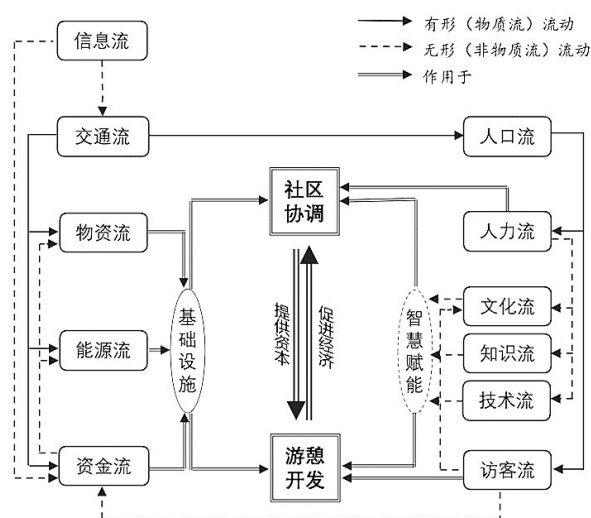 信息流
有形（物质流）流动
无形（非物质流）流动
作用于
交通流
人口流
社区
协调
物资流
人力流
基础设施
提供资本
促进经济
智慧赋能
文化流
能源流
知识流
技术流
资金流
游憩
开发
访客流